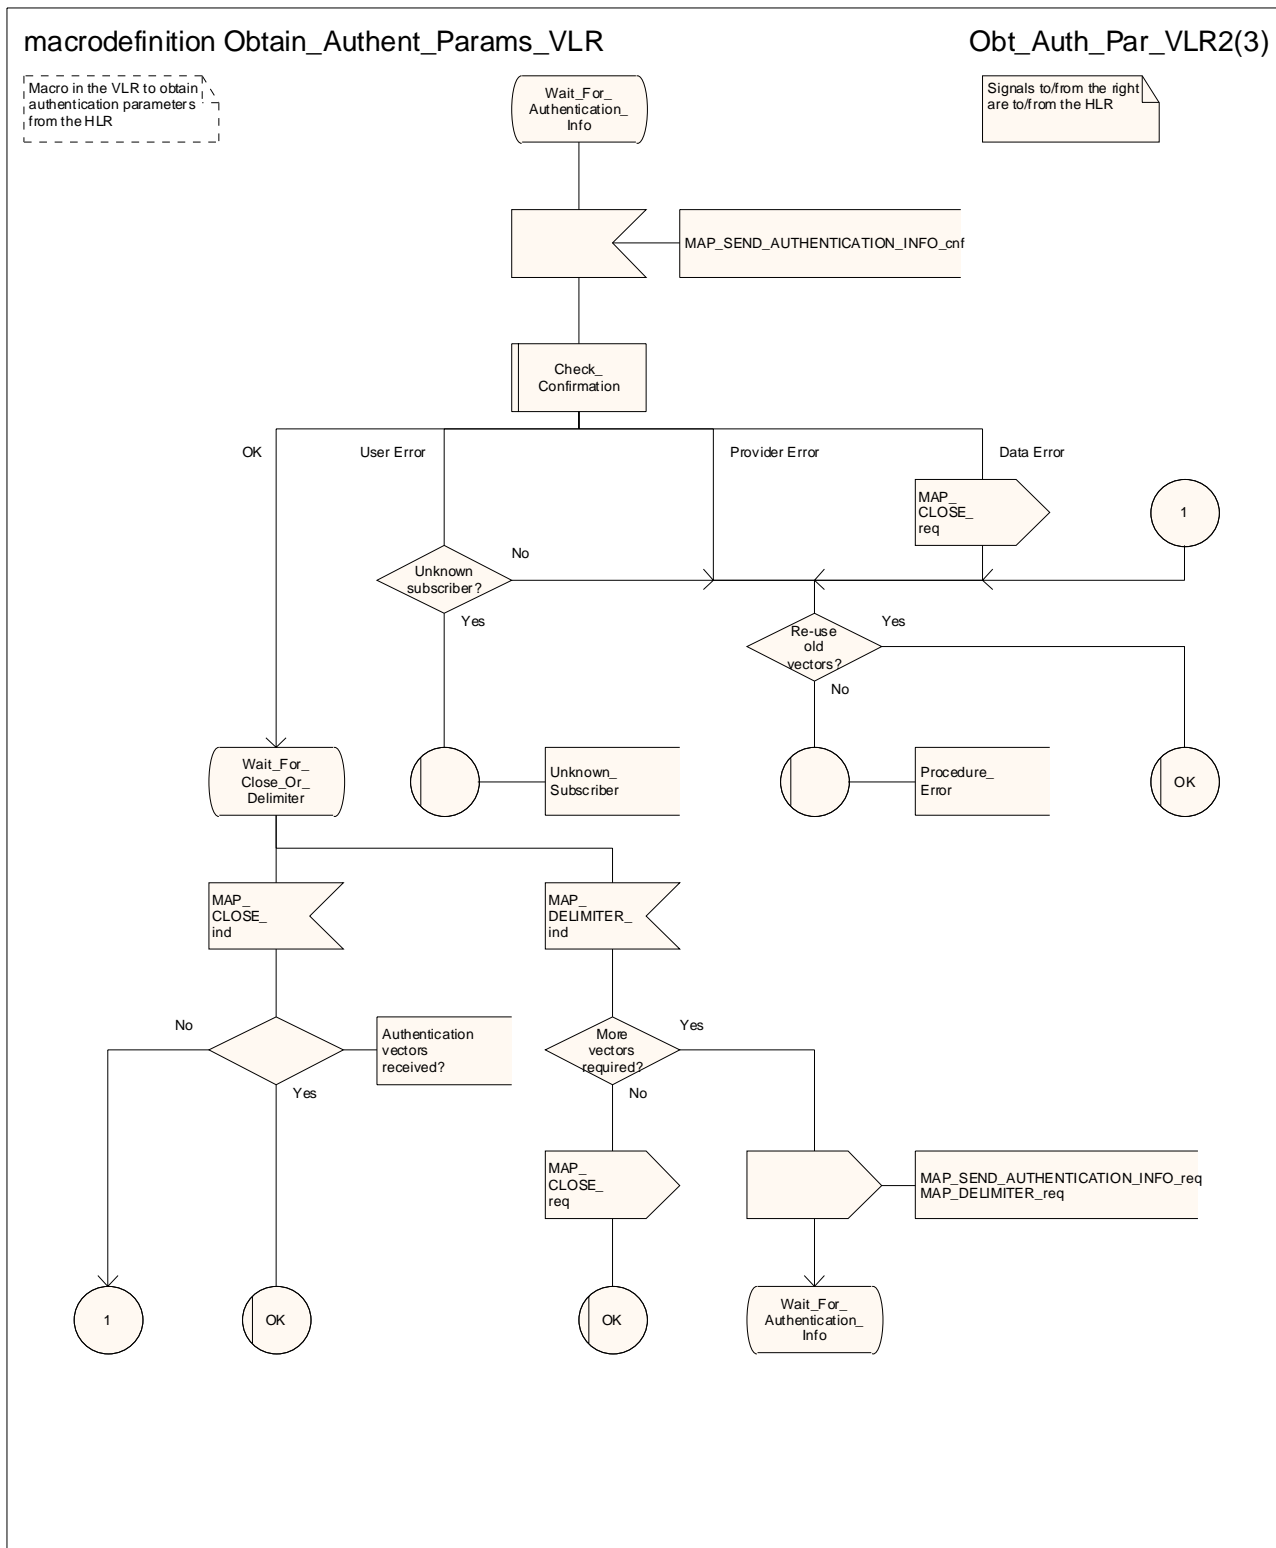 macrodefinition Obtain_Authent_Params_VLR
Obt_Auth_Par_VLR2(3)
Macro in the VLR to obtain
authentication parameters
from the HLR
Wait_For_
Authentication_
Info
Signals to/from the right
are to/from the HLR
MAP_SEND_AUTHENTICATION_INFO_cnf
Check_
Confirmation
OK
User Error
Provider Error
Data Error
MAP_
CLOSE_
req
1
No
Unknown
subscriber?
Yes
Re-use
old
vectors?
Yes
No
Wait_For_
Close_Or_
Delimiter
Unknown_
Subscriber
Procedure_
Error
OK
MAP_
CLOSE_
ind
MAP_
DELIMITER_
ind
No
Authentication
vectors
received?
Yes
More
vectors
required?
Yes
No
MAP_
CLOSE_
req
MAP_SEND_AUTHENTICATION_INFO_req
MAP_DELIMITER_req
1
OK
OK
Wait_For_
Authentication_
Info